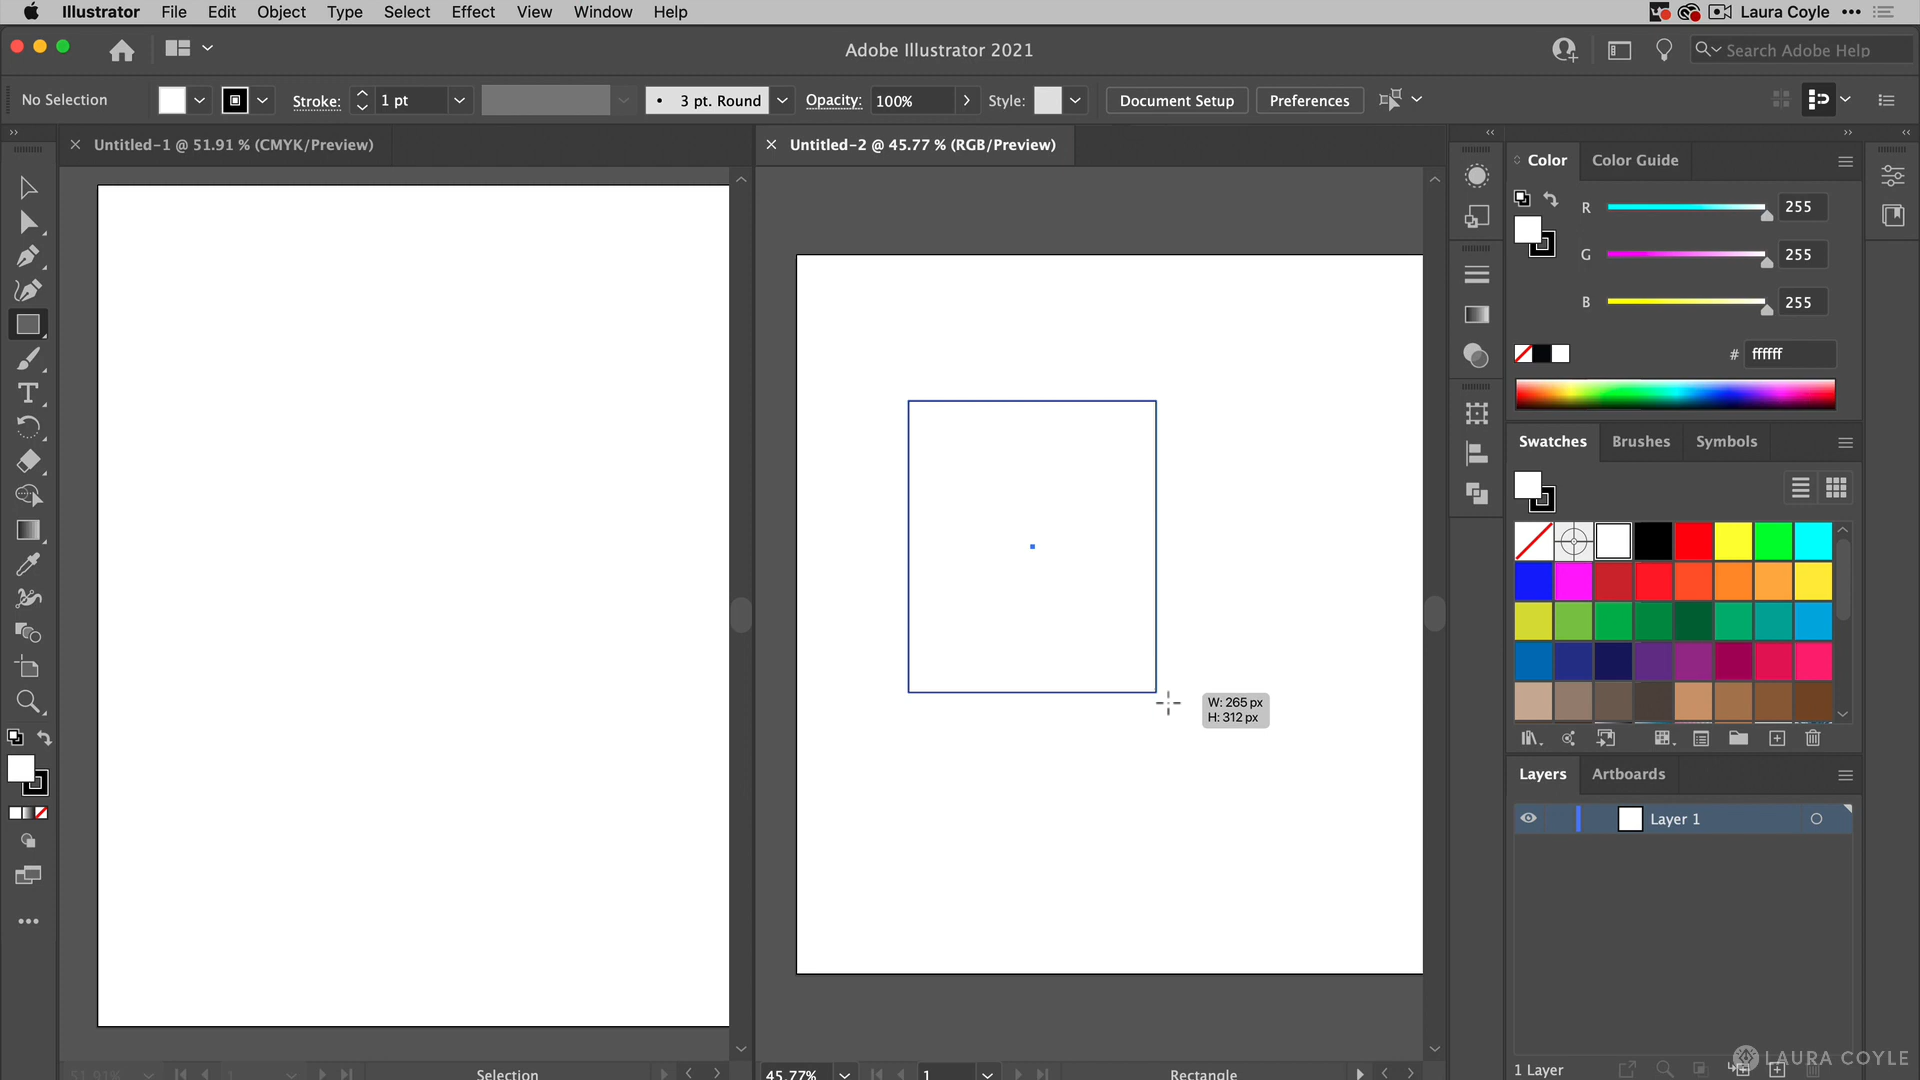 Illustrator File Edit Object Type Select Effect View Window Help Laura Coyle
Adobe Illustrator 2021
Search Adobe Help
No Selection Stroke: 1 pt • 3 pt. Round Opacity: 100% Style: Document Setup Preferences
Untitled-1 @ 51.91 % (CMYK/Preview) Untitled-2 @ 45.77 % (RGB/Preview)
Color Color Guide
R 255
G 255
B 255
# ffffff
Swatches Brushes Symbols
W: 265 px
H: 312 px
Layers Artboards
Layer 1
LAURA COYLE
1 Layer
51.91% 1 Selection 45.77% 1 Rectangle